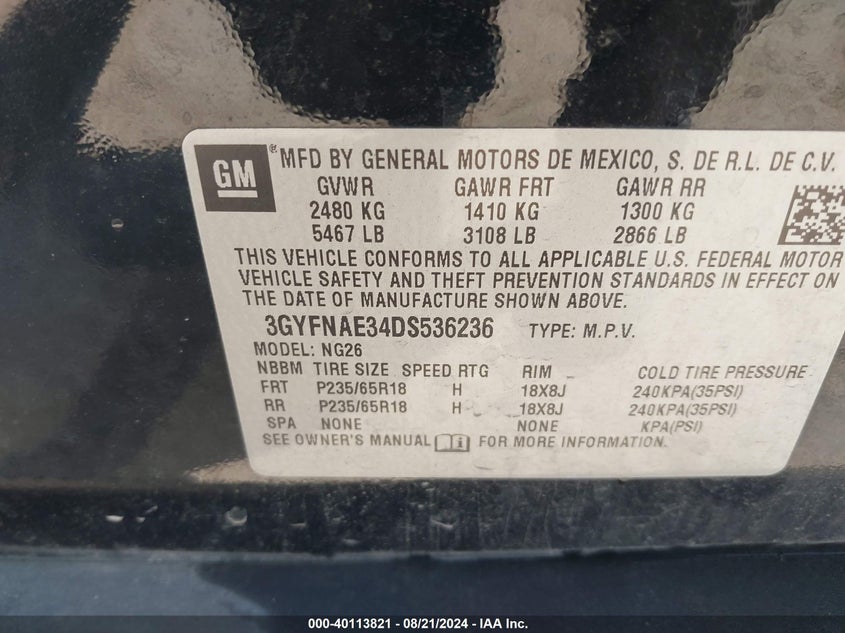 GM® MFD BY GENERAL MOTORS DE MEXICO, S. DE R.L. DE C.V.
GVWR GAWR FRT GAWR RR
2480 KG 1410 KG 1300 KG
5467 LB 3108 LB 2866 LB
THIS VEHICLE CONFORMS TO ALL APPLICABLE U.S. FEDERAL MOTOR
VEHICLE SAFETY AND THEFT PREVENTION STANDARDS IN EFFECT ON
THE DATE OF MANUFACTURE SHOWN ABOVE.
3GYFNAE34DS536236 TYPE: M.P.V.
MODEL: NG26
NBBM TIRE SIZE SPEED RTG RIM COLD TIRE PRESSURE
FRT P235/65R18 H 18X8J 240KPA(35PSI)
RR P235/65R18 H 18X8J 240KPA(35PSI)
SPA NONE NONE KPA(PSI)
SEE OWNER'S MANUAL FOR MORE INFORMATION.
000-40113821 - 08/21/2024 - IAA Inc.